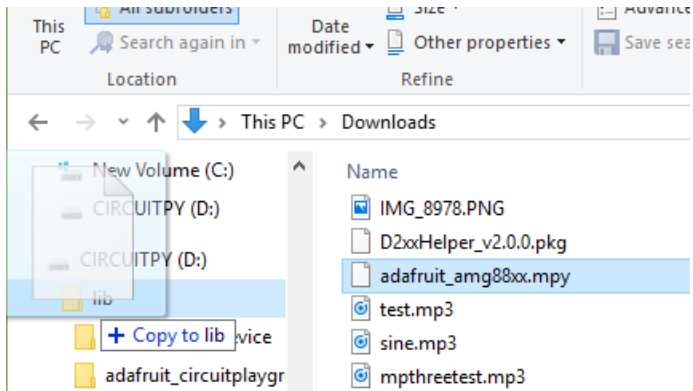 All subfolders
Size
Advance
This PC
Search again in
Date modified
Other properties
Save sea
Location
Refine
This PC > Downloads
New Volume (C:)
Name
CIRCUITPY (D:)
IMG_8978.PNG
D2xxHelper_v2.0.0.pkg
CIRCUITPY (D:)
adafruit_amg88xx.mpy
lib
test.mp3
+ Copy to lib
evice
sine.mp3
adafruit_circuitplaygr
mpthreetest.mp3